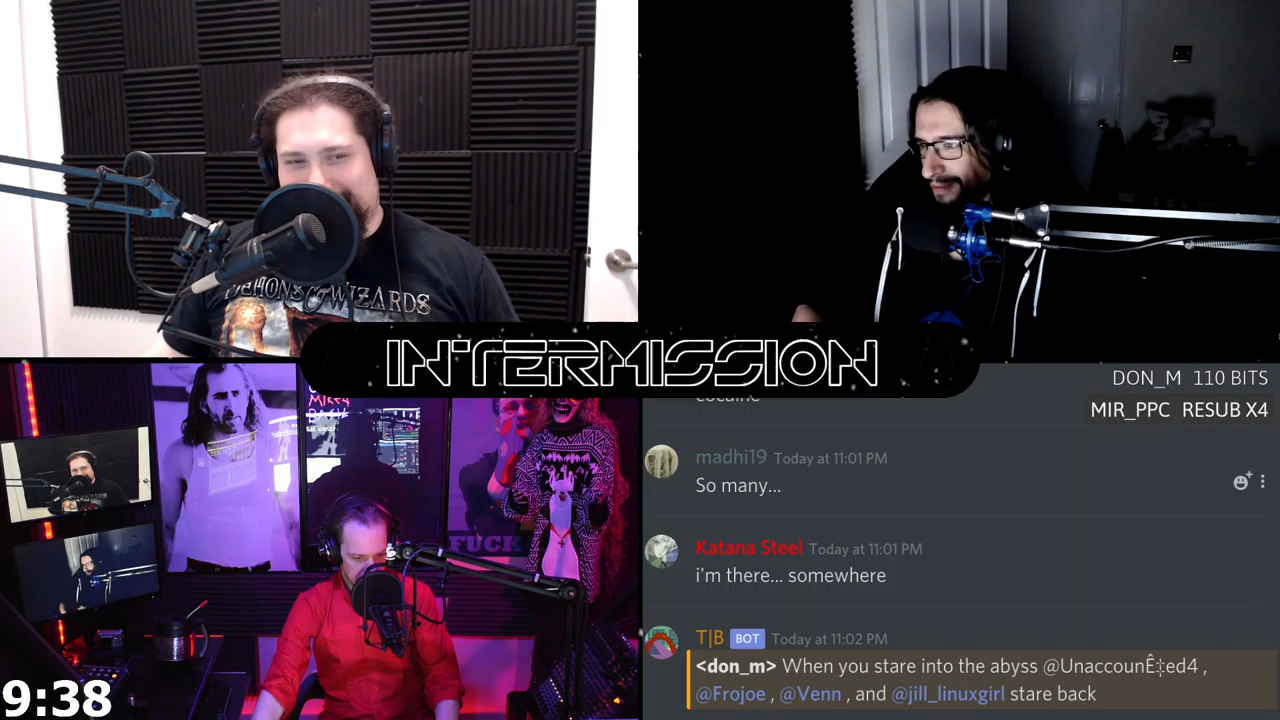 DEMONS & WIZARDS
INTERMISSION
DON_M 110 BITS
MIR_PPC RESUB X4
cocaine
madhi19 Today at 11:01 PM
So many...
Katana Steel Today at 11:01 PM
i'm there... somewhere
T|B BOT Today at 11:02 PM
<don_m> When you stare into the abyss @UnaccounÊ‡ed4 ,
@Frojoe , @Venn , and @jill_linuxgirl stare back
FUCK
9:38